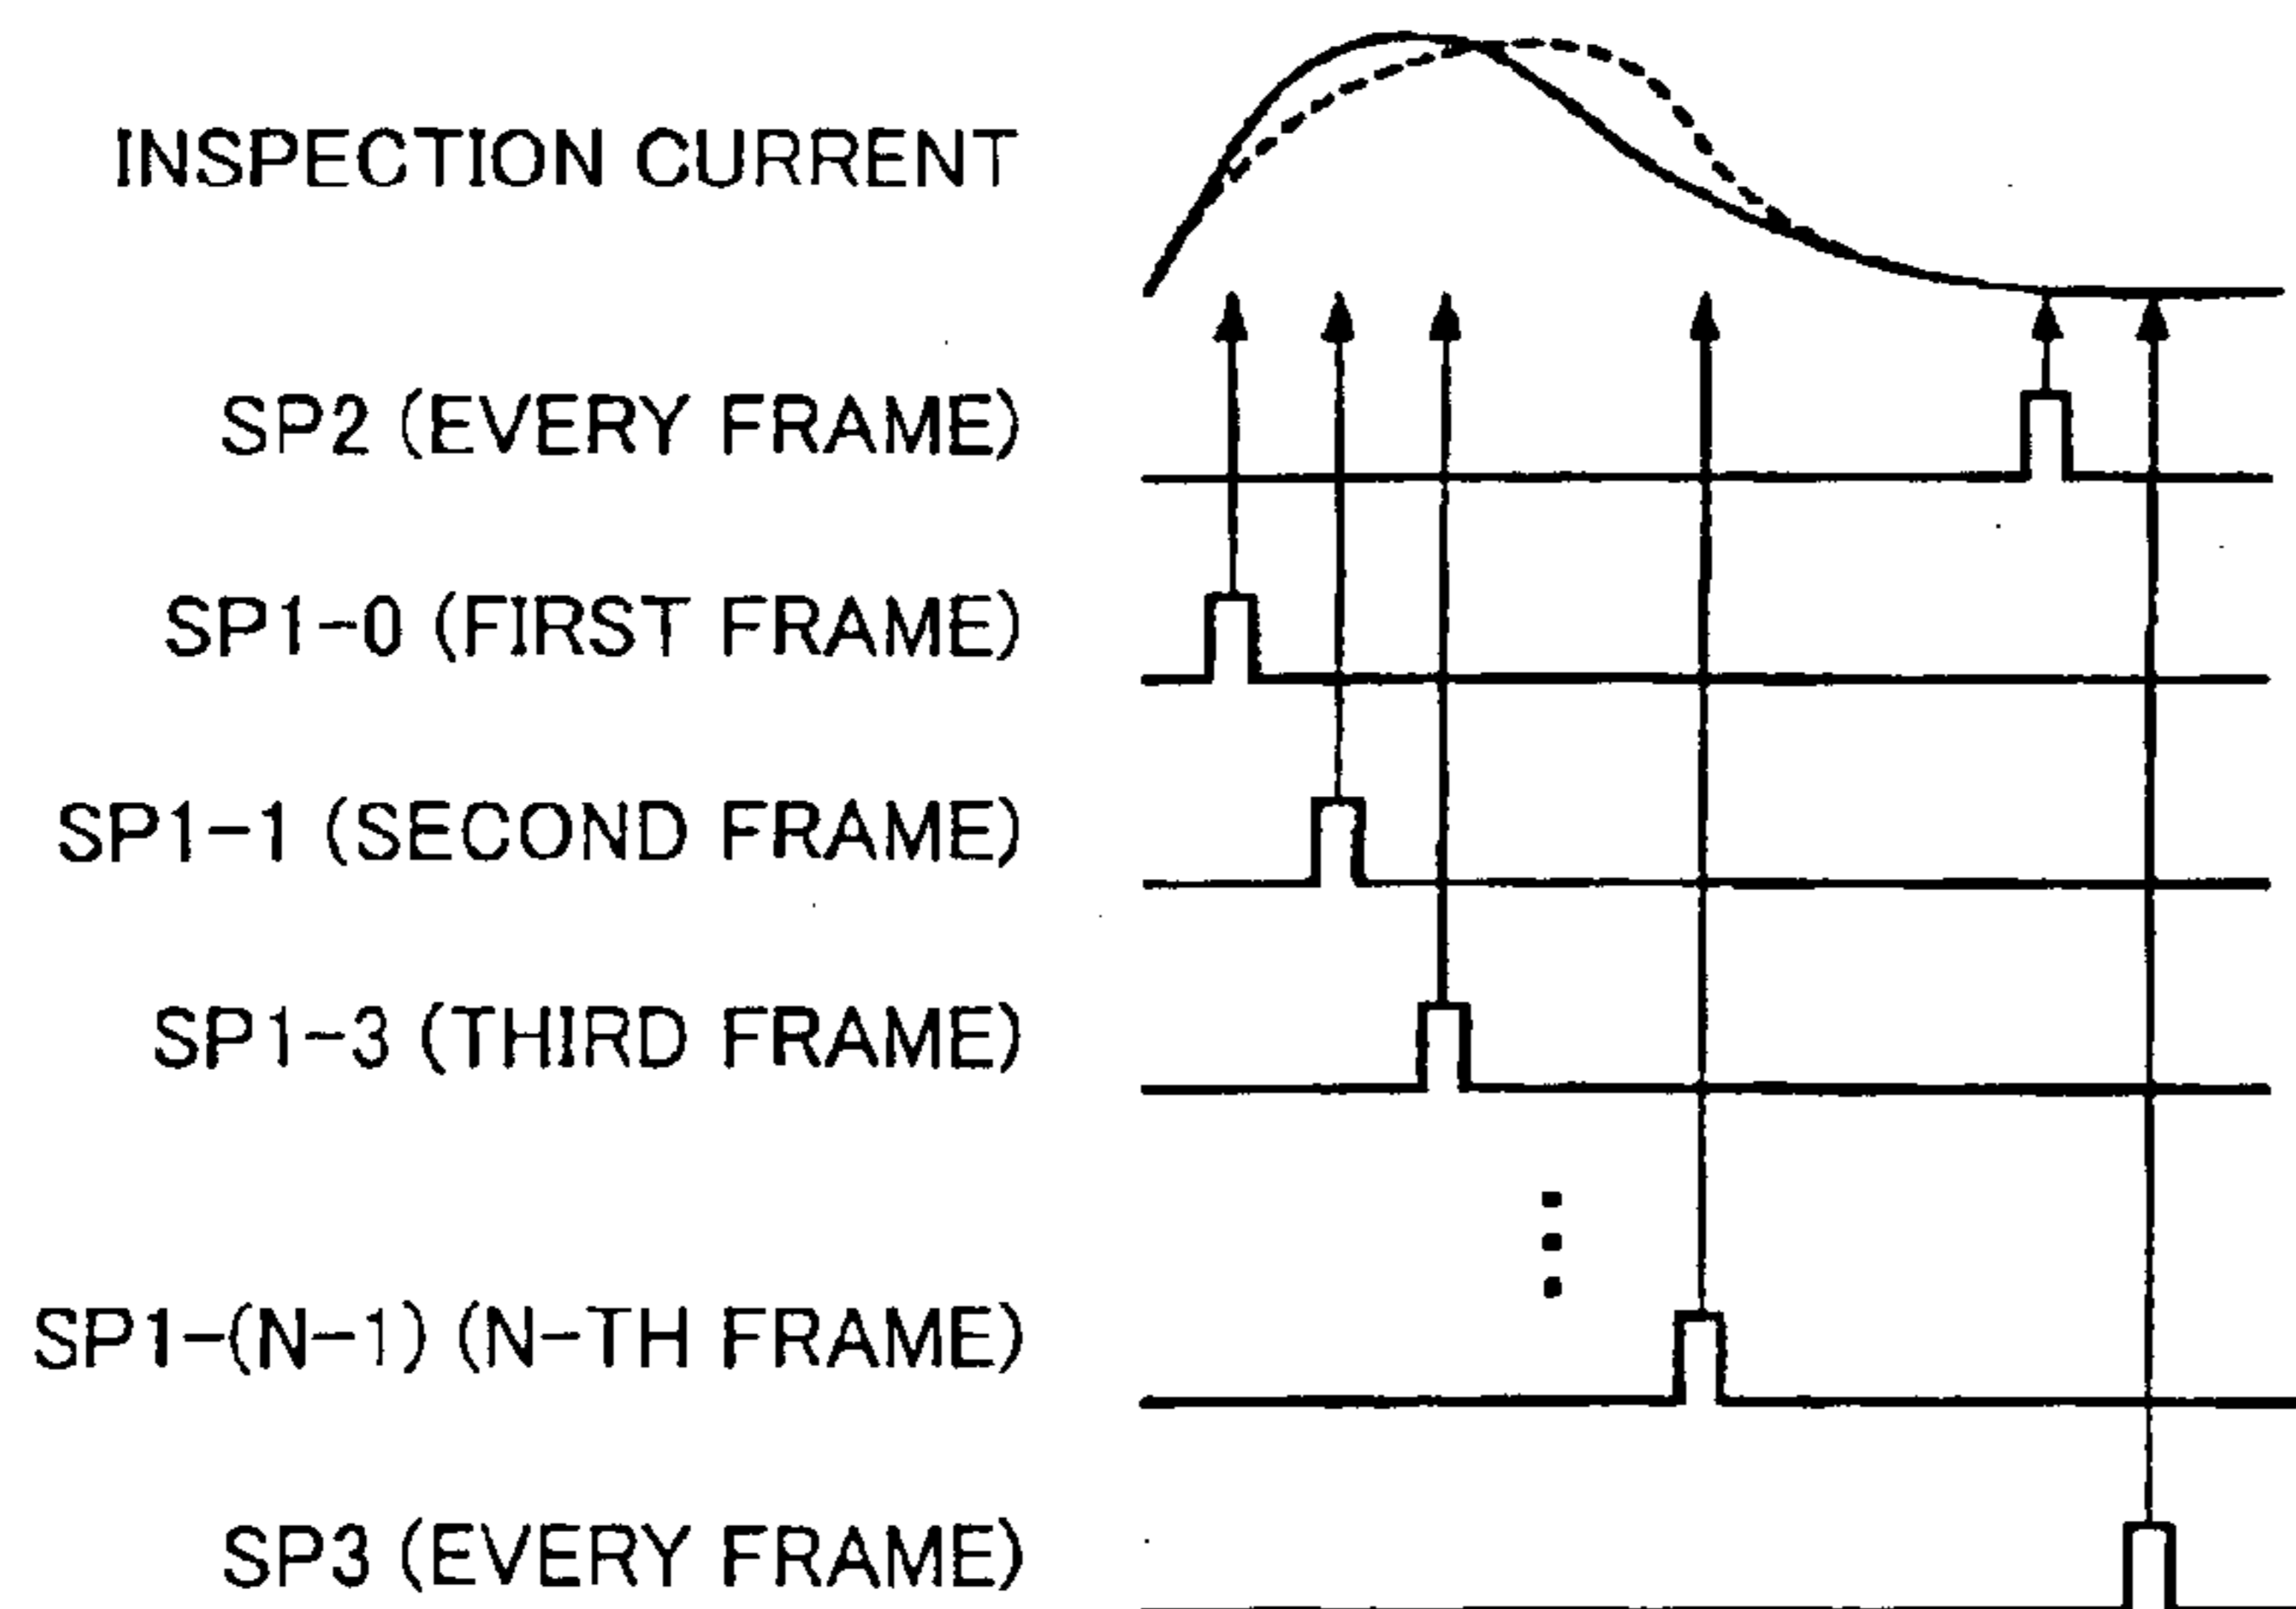 INSPECTION CURRENT
SP2 (EVERY FRAME)
SP1-0 (FIRST FRAME)
SP1-1 (SECOND FRAME)
SP1-3 (THIRD FRAME)
SP1-(N-1) (N-TH FRAME)
SP3 (EVERY FRAME)